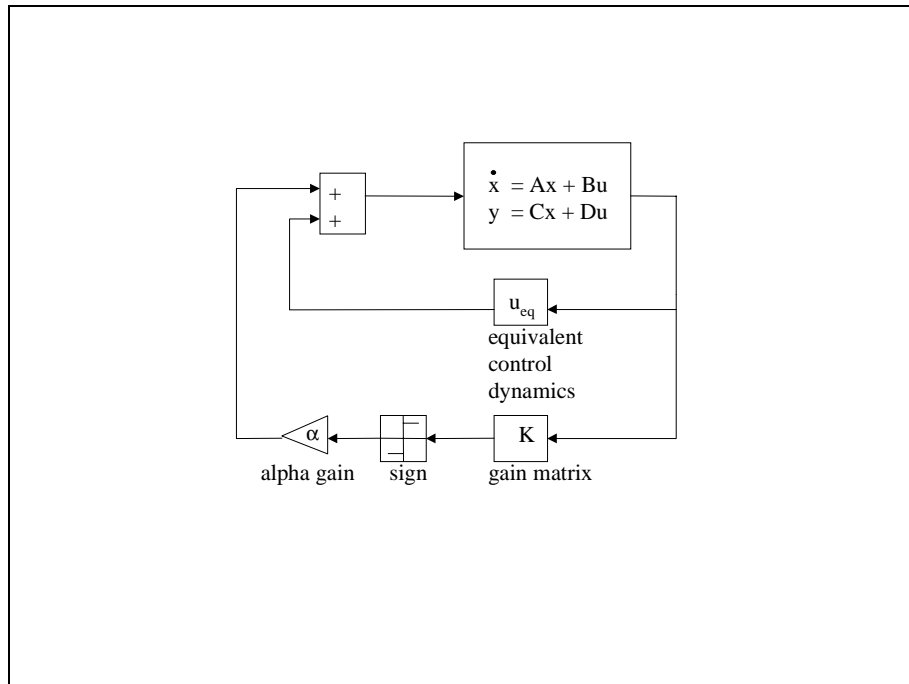 +
+
ẋ = Ax + Bu
y = Cx + Du
u_eq
equivalent
control
dynamics
α
K
alpha gain
sign
gain matrix